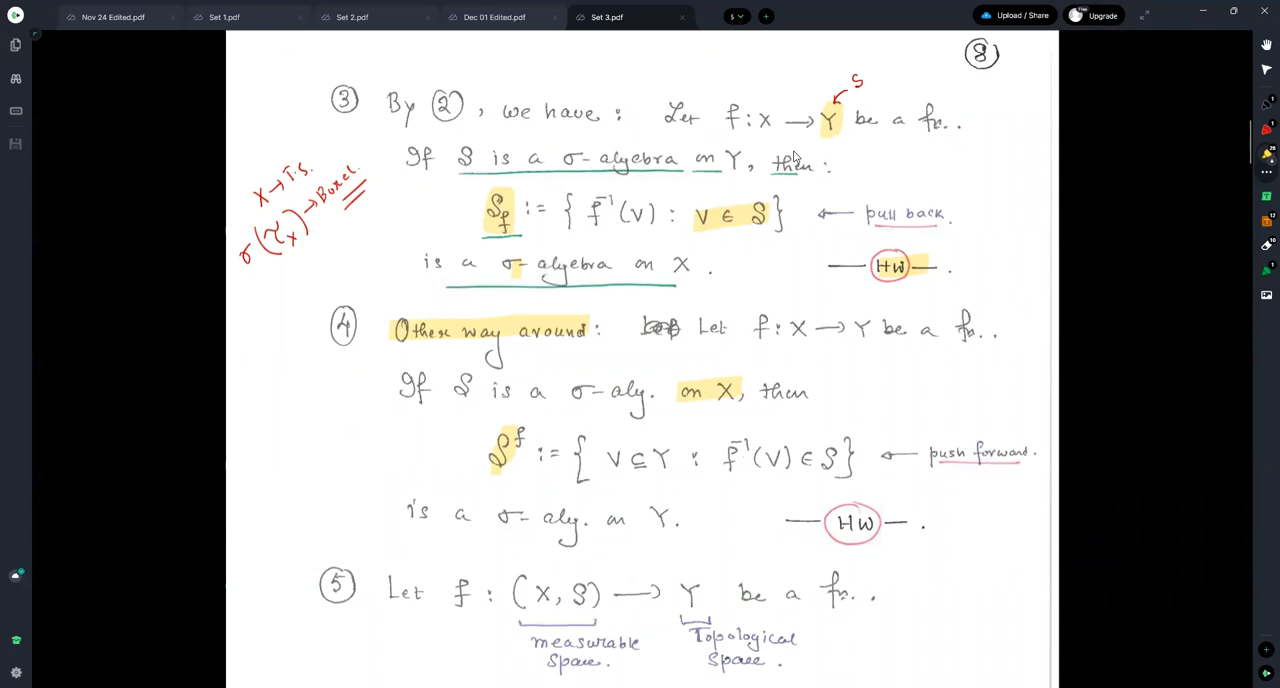 Nov 24 Edited.pdf
Set 1.pdf
Set 2.pdf
Dec 01 Edited.pdf
Set 3.pdf
5
Upload / Share
Free
Upgrade
⑧
③ By ②, we have : Let f : X → Y be a fn..
S
If S is a σ-algebra on Y, then :
X → T.S.
σ(τ_X) → Borel
S_f := { f⁻¹(V) : V ∈ S } ← pull back.
is a σ-algebra on X . — HW — .
④ Other way around : Let f : X → Y be a fn..
If S is a σ-alg. on X, then
S^f := { V ⊆ Y : f⁻¹(V) ∈ S } ← push forward.
is a σ-alg. on Y. — HW — .
⑤ Let f : (X, S) → Y be a fn..
measurable Topological
space. space.